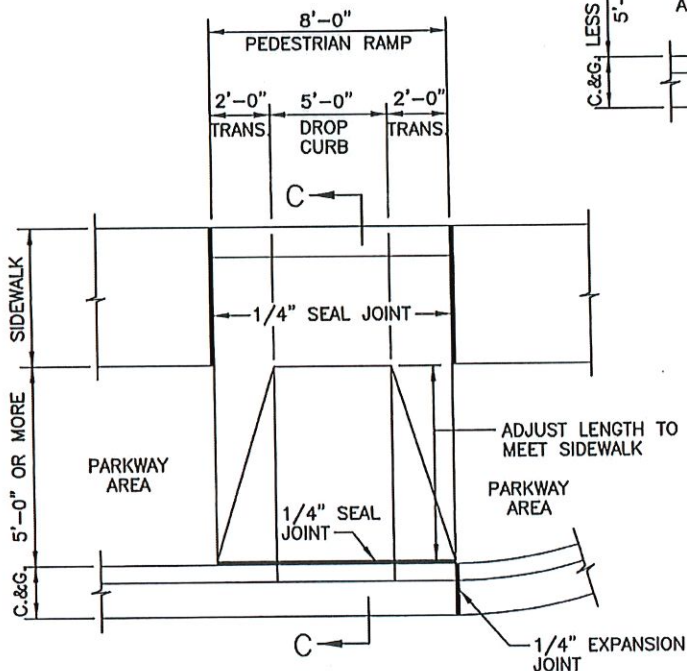 8'-0"
PEDESTRIAN RAMP
2'-0" 5'-0" 2'-0"
TRANS. DROP TRANS.
CURB
C
SIDEWALK
1/4" SEAL JOINT
5'-0" OR MORE
PARKWAY
AREA
ADJUST LENGTH TO
MEET SIDEWALK
PARKWAY
AREA
1/4" SEAL
JOINT
C.&G.
C
1/4" EXPANSION
JOINT
C.&G. LESS
5'-
A